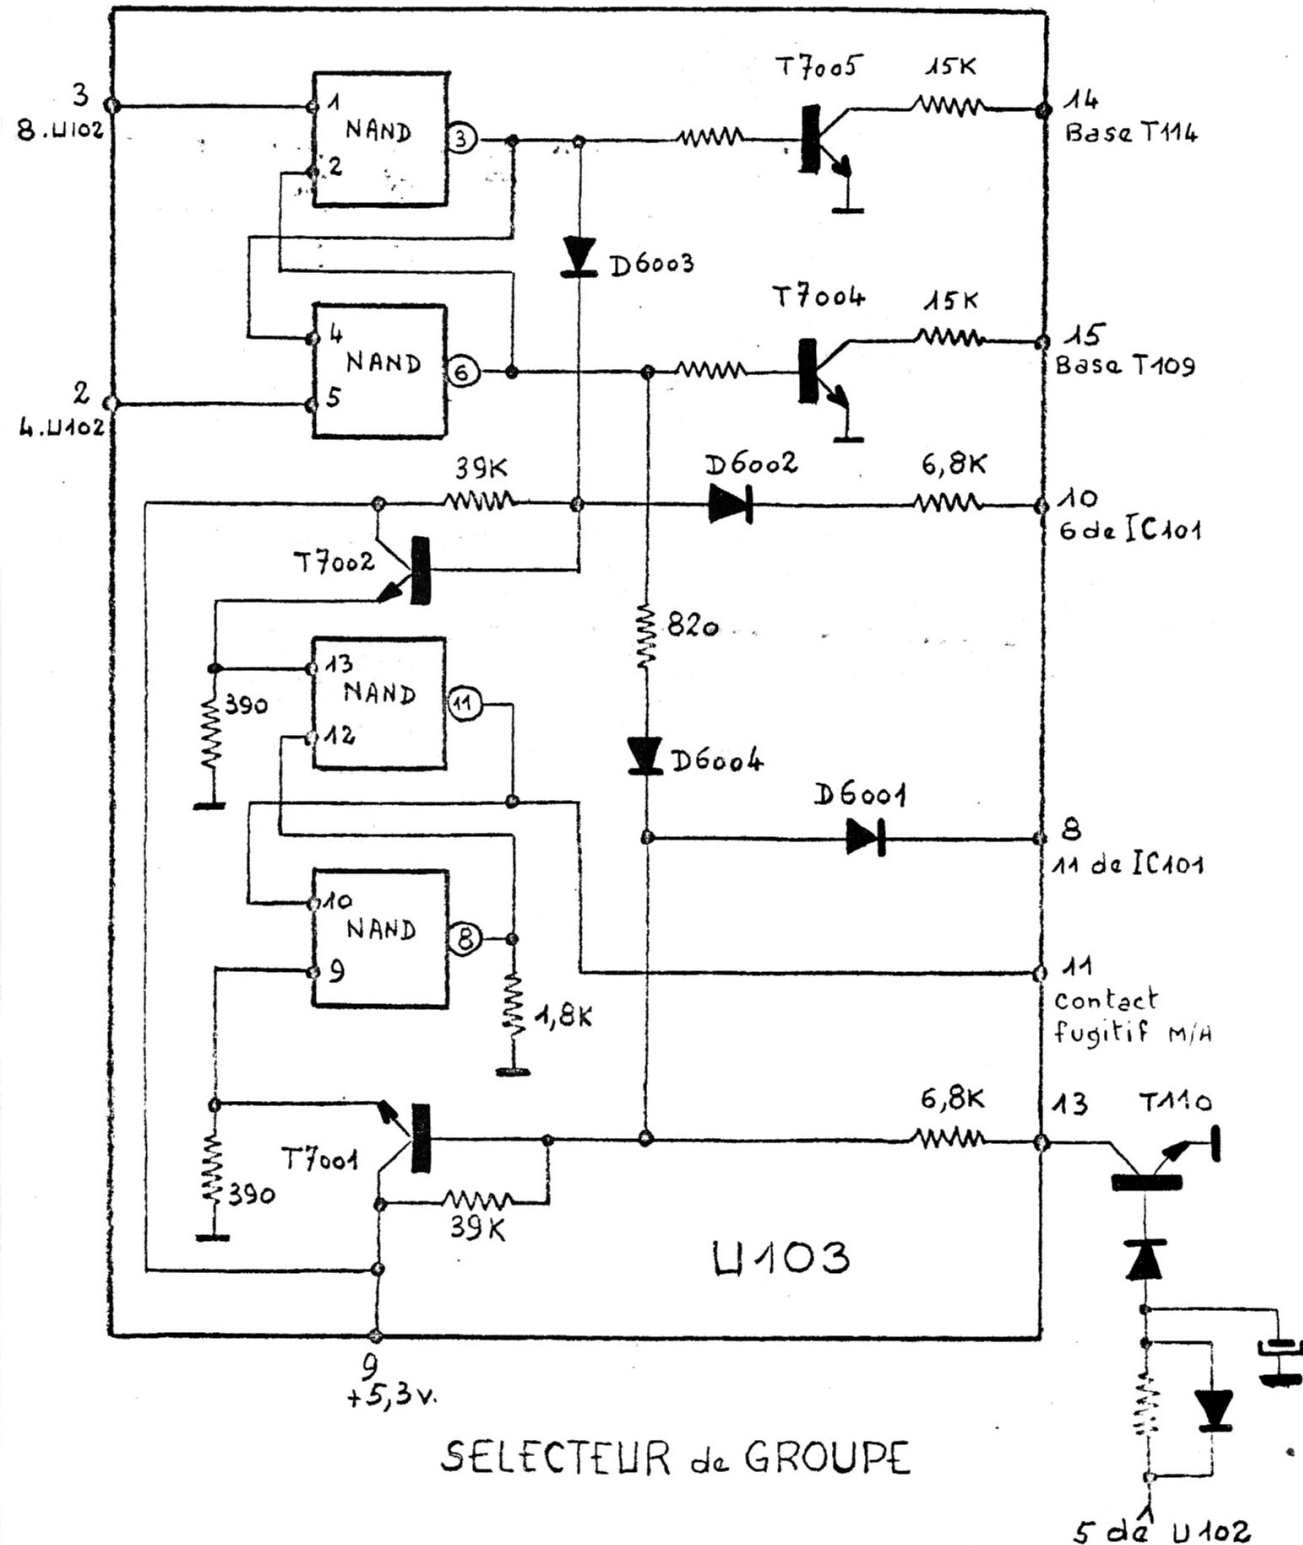 T7005
15K
3
8.U102
1
NAND
3
2
14
Base T114
D6003
T7004
15K
4
NAND
6
5
15
Base T109
2
4.U102
39K
D6002
6,8K
10
6 de IC101
T7002
820
13
NAND
11
12
390
D6004
D6001
8
11 de IC101
10
NAND
8
9
11
contact
fugitif M/A
1,8K
6,8K
13
T110
T7001
390
39K
U103
9
+5,3v.
SELECTEUR de GROUPE
5 de U102